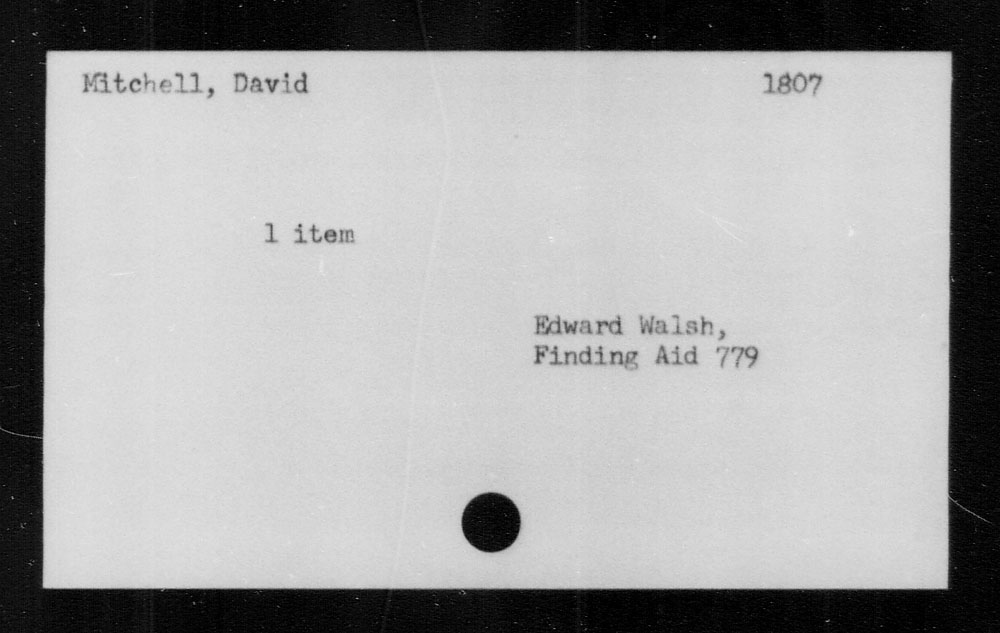 Mitchell, David 1807
1 item
Edward Walsh,
Finding Aid 779